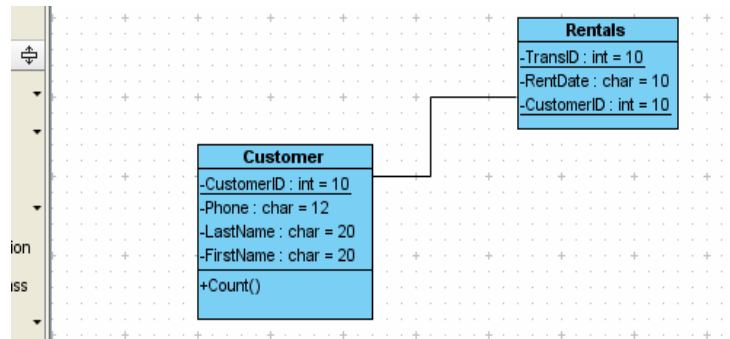 Rentals
-TransID : int = 10
-RentDate : char = 10
-CustomerID : int = 10
Customer
-CustomerID : int = 10
-Phone : char = 12
-LastName : char = 20
-FirstName : char = 20
+Count()
ion
ass